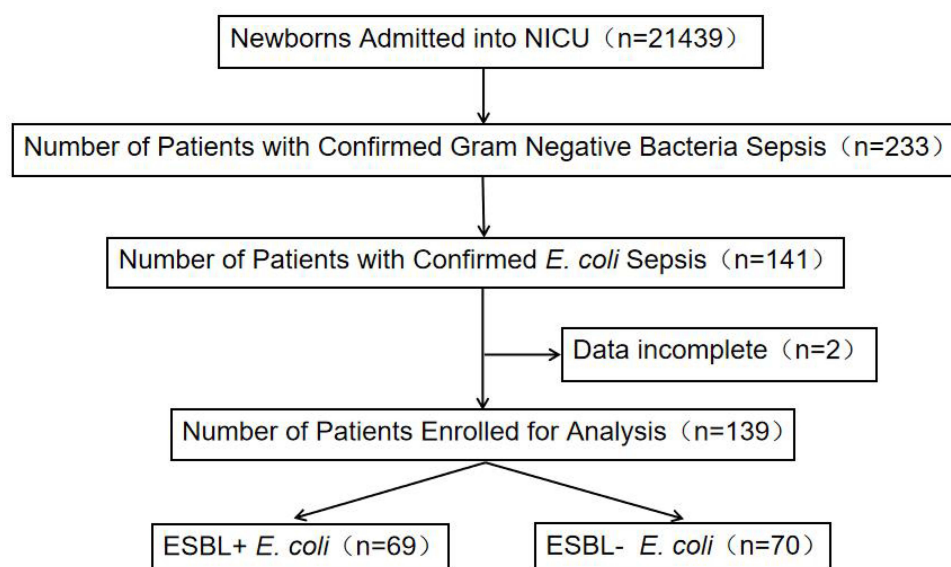 Newborns Admitted into NICU（n=21439）
Number of Patients with Confirmed Gram Negative Bacteria Sepsis（n=233）
Number of Patients with Confirmed E. coli Sepsis（n=141）
Data incomplete（n=2）
Number of Patients Enrolled for Analysis（n=139）
ESBL+ E. coli（n=69）
ESBL- E. coli（n=70）